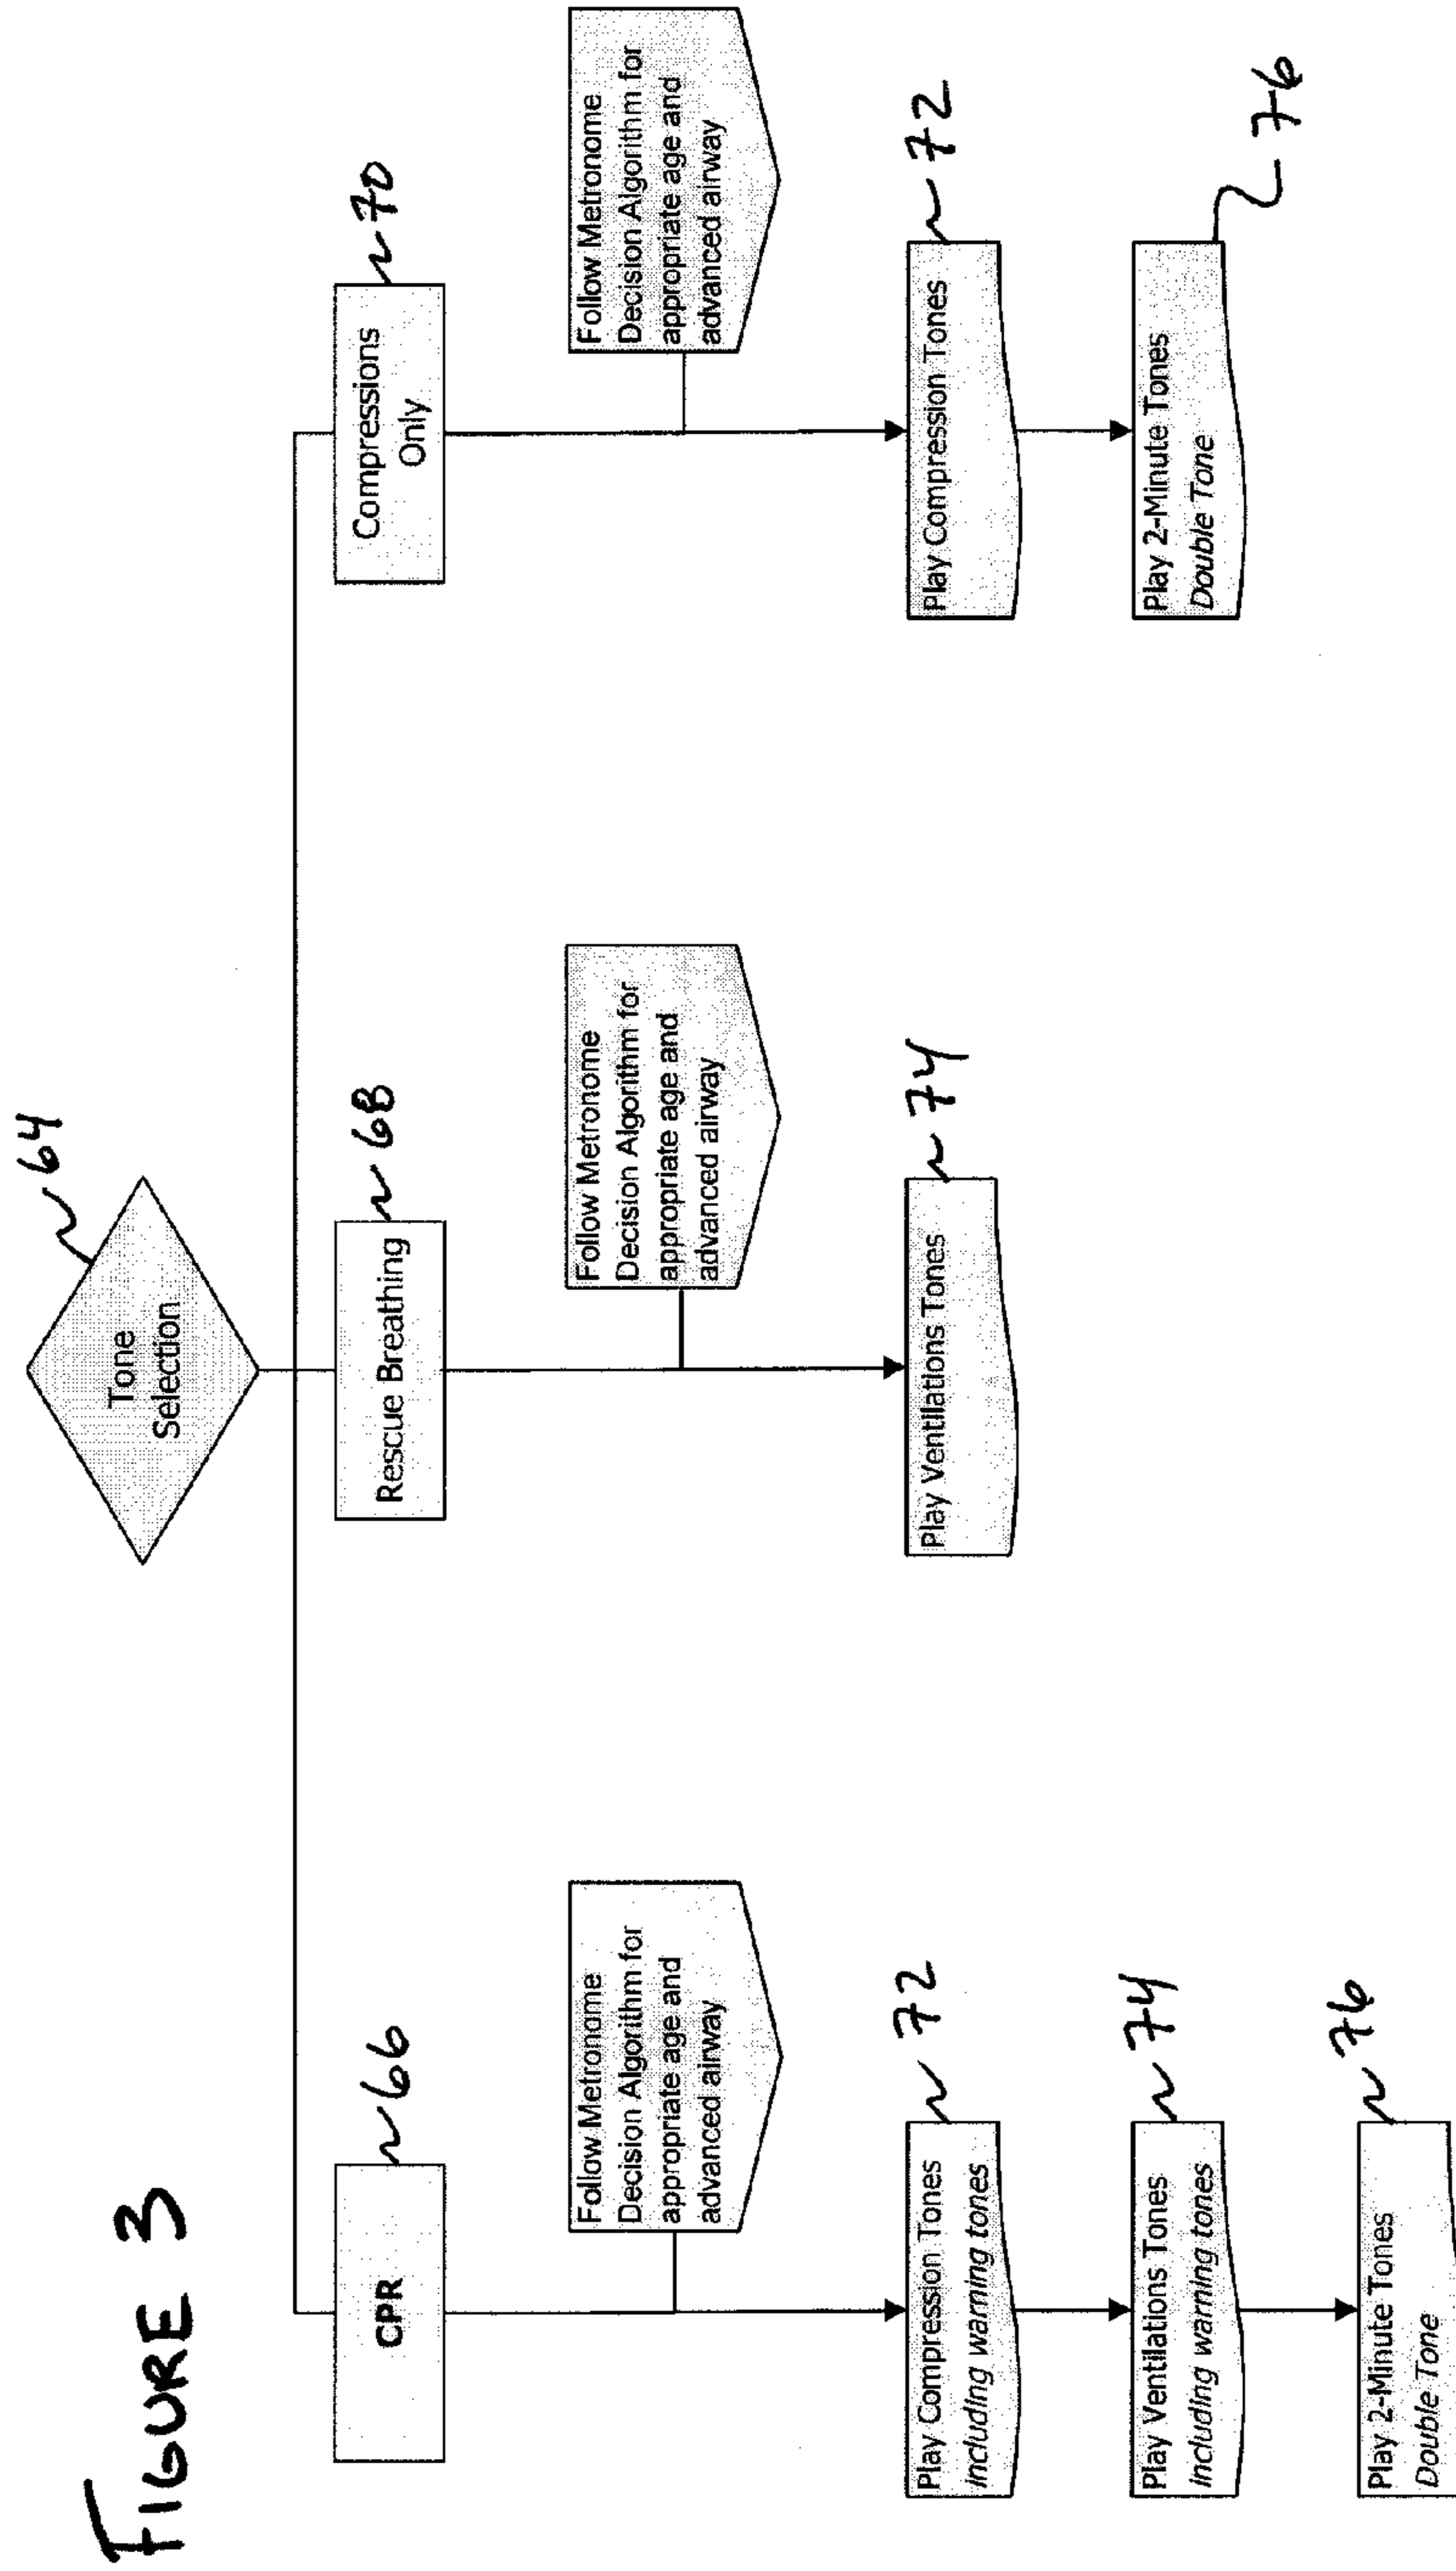 FIGURE 3
Tone
Selection
64
CPR
66
Rescue Breathing
68
Compressions
Only
70
Follow Metronome
Decision Algorithm for
appropriate age and
advanced airway
Follow Metronome
Decision Algorithm for
appropriate age and
advanced airway
Follow Metronome
Decision Algorithm for
appropriate age and
advanced airway
Play Compression Tones
including warning tones
72
Play Ventilations Tones
74
Play Compression Tones
72
Play Ventilations Tones
including warning tones
74
Play 2-Minute Tones
Double Tone
76
Play 2-Minute Tones
Double Tone
76